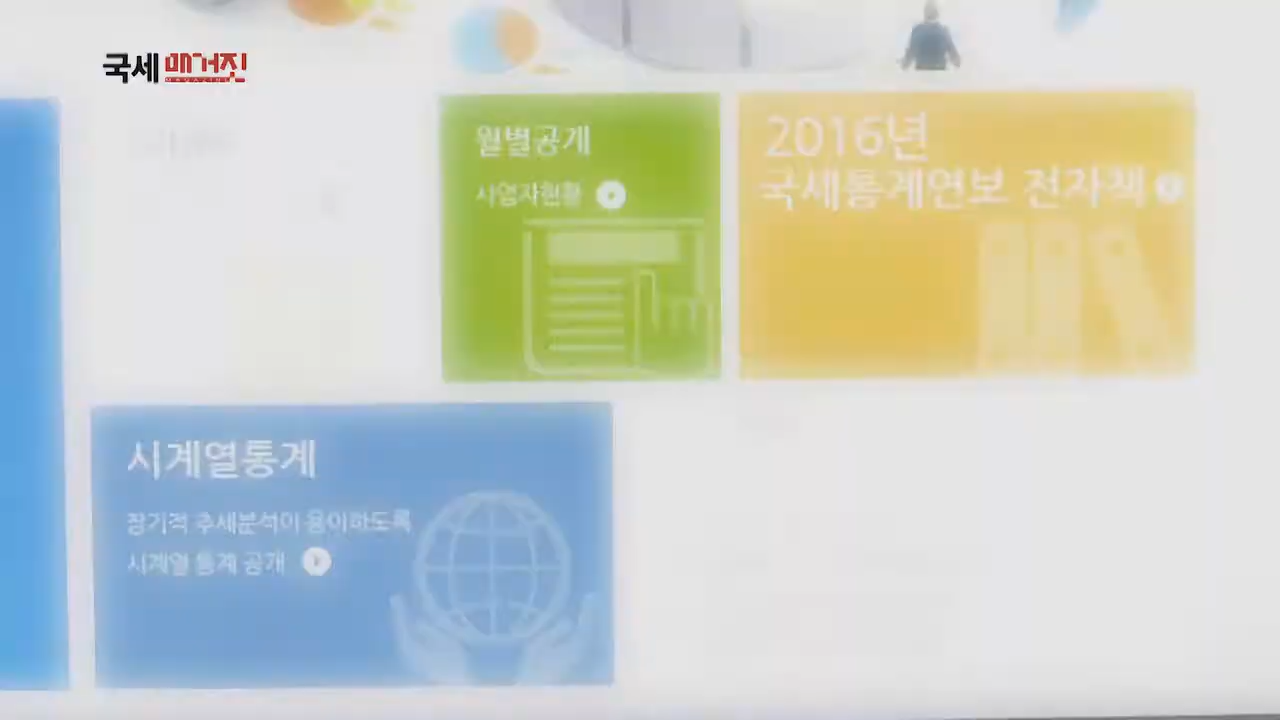 국세 매거진
MAGAZINE
월별공개
사업자현황
2016년
국세통계연보 전자책
시계열통계
장기적 추세분석이 용이하도록
시계열 통계 공개